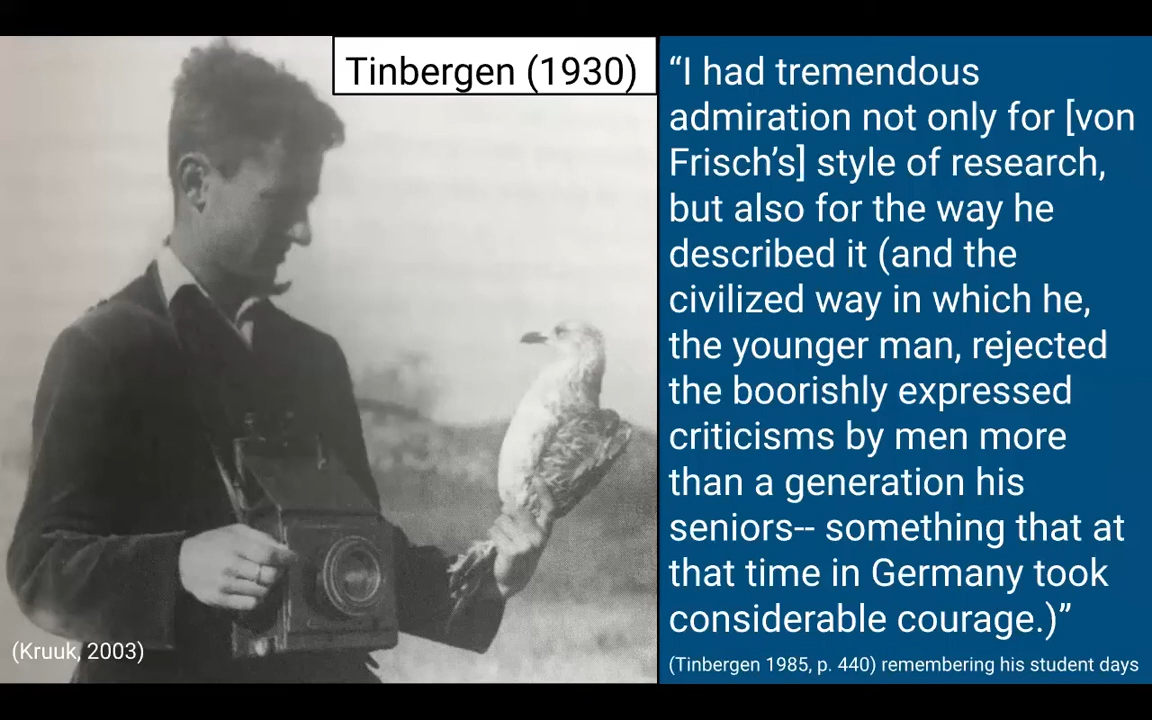 Tinbergen (1930)
“I had tremendous
admiration not only for [von
Frisch’s] style of research,
but also for the way he
described it (and the
civilized way in which he,
the younger man, rejected
the boorishly expressed
criticisms by men more
than a generation his
seniors-- something that at
that time in Germany took
considerable courage.)”
(Tinbergen 1985, p. 440) remembering his student days
(Kruuk, 2003)